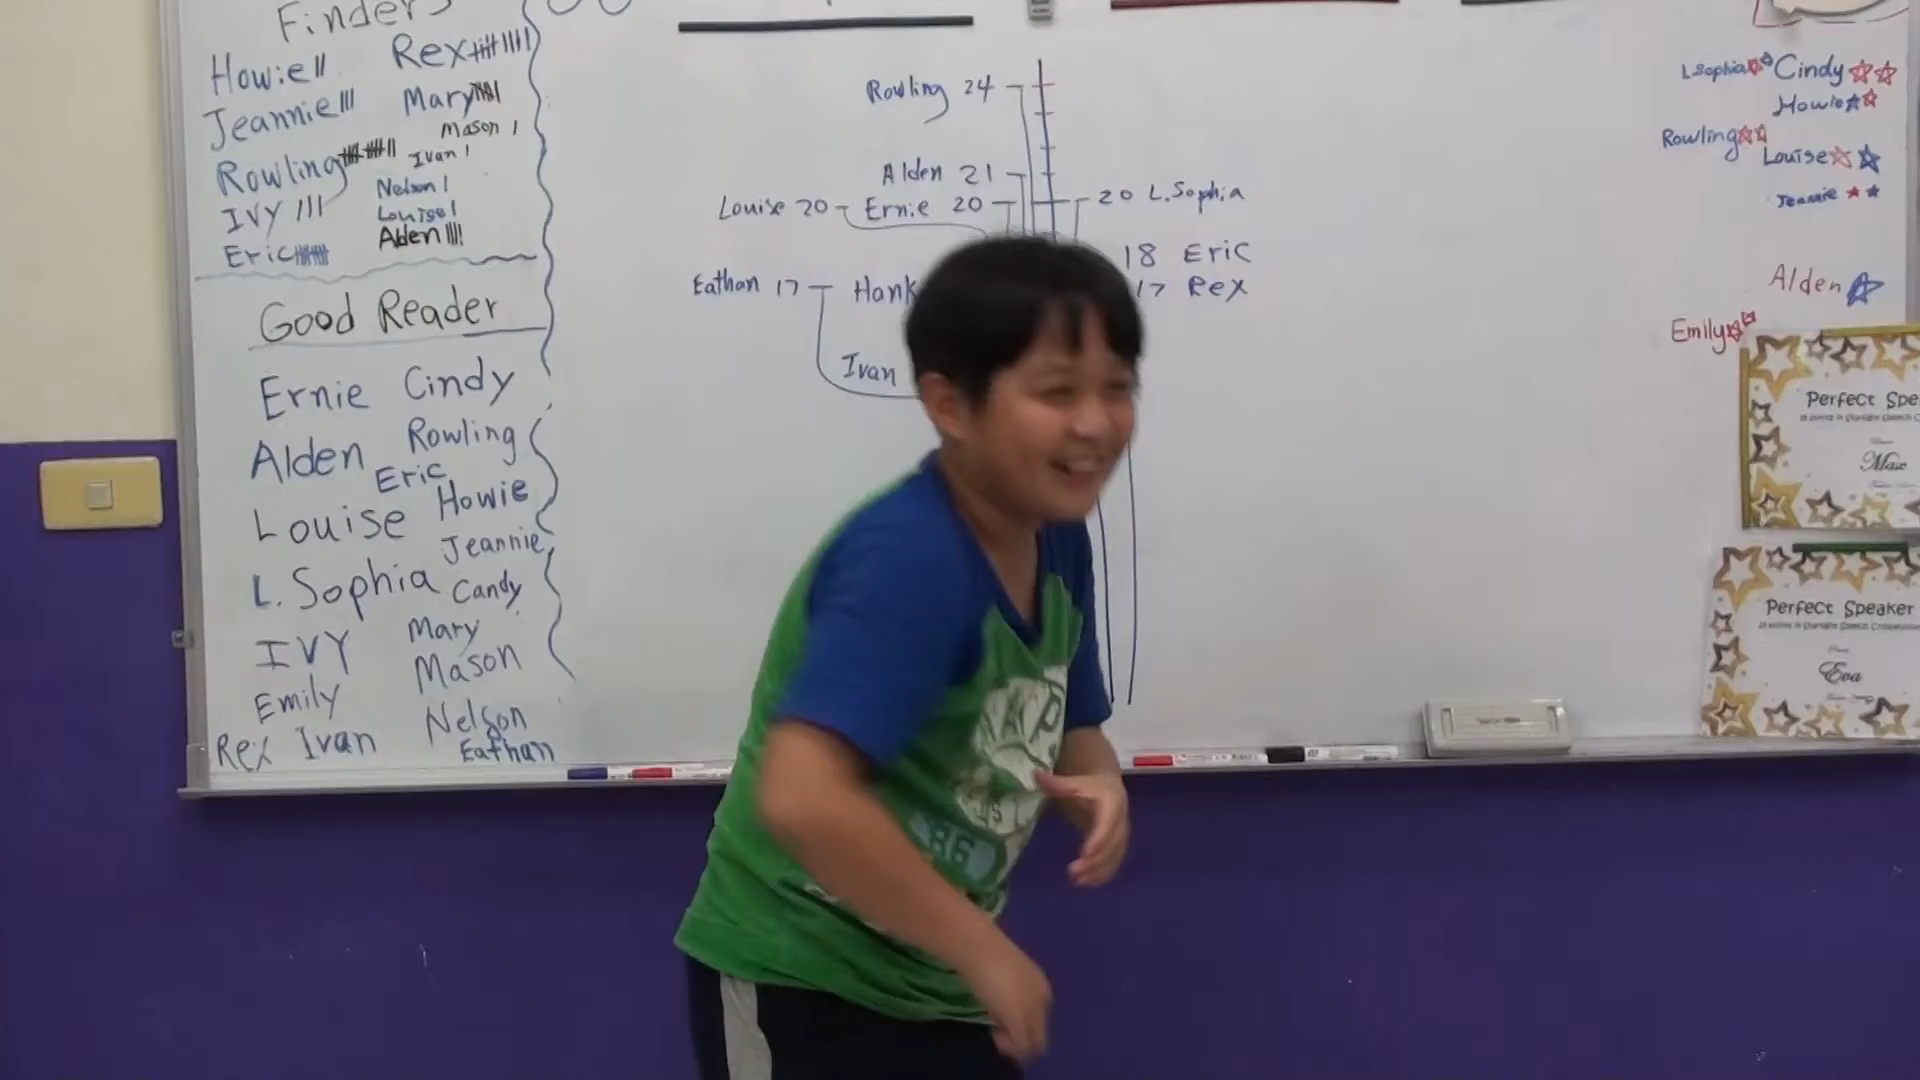 Finders
Howie Rex
Jeannie Mary
Mason
Rowling Ivan
Nelson
IVY Louise
Eric Alden
Good Reader
Ernie Cindy
Alden Rowling
Eric
Louise Howie
Jeannie
L. Sophia Candy
IVY Mary
Mason
Emily
Rex Ivan Nelson
Eathan
Rowling 24
Alden 21
Louise 20 Ernie 20 20 L.Sophia
18 Eric
Eathan 17 Hank 17 Rex
Ivan
L.Sophia Cindy
Howie
Rowling
Louise
Jeannie
Alden
Emily
Perfect Spe
Max
Perfect Speaker
Eva
86